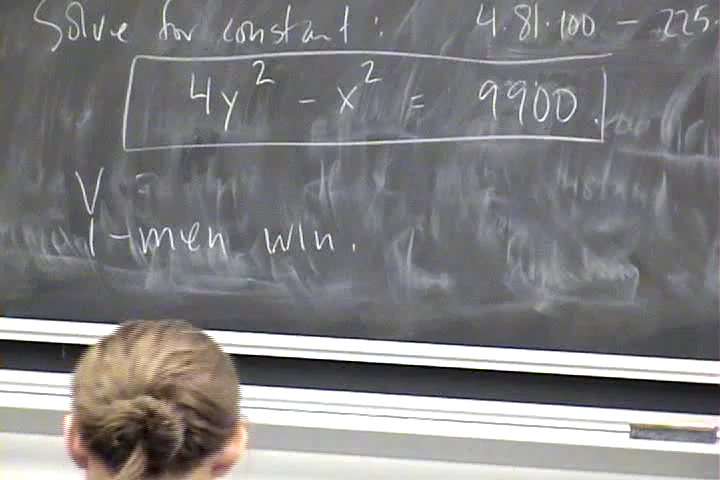 Solve for constant: 4.81.100 - 225.
4y² - x² = 9900.
Y-men win.